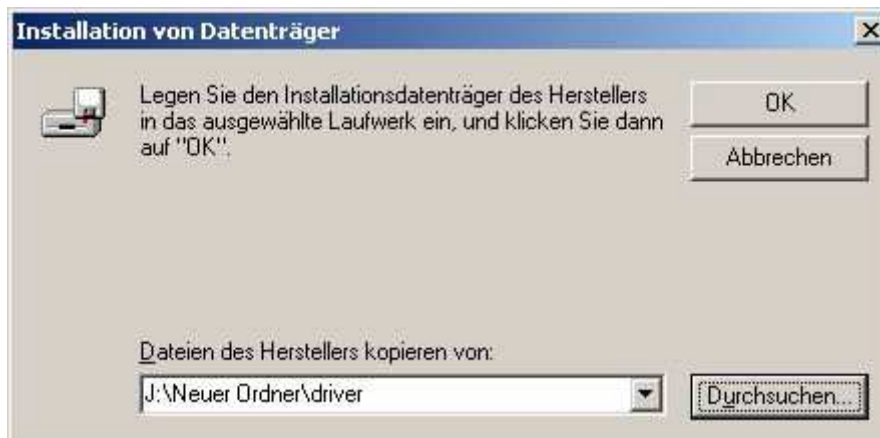 Installation von Datenträger
Legen Sie den Installationsdatenträger des Herstellers
in das ausgewählte Laufwerk ein, und klicken Sie dann
auf "OK".
OK
Abbrechen
Dateien des Herstellers kopieren von:
J:\Neuer Ordner\driver
Durchsuchen...